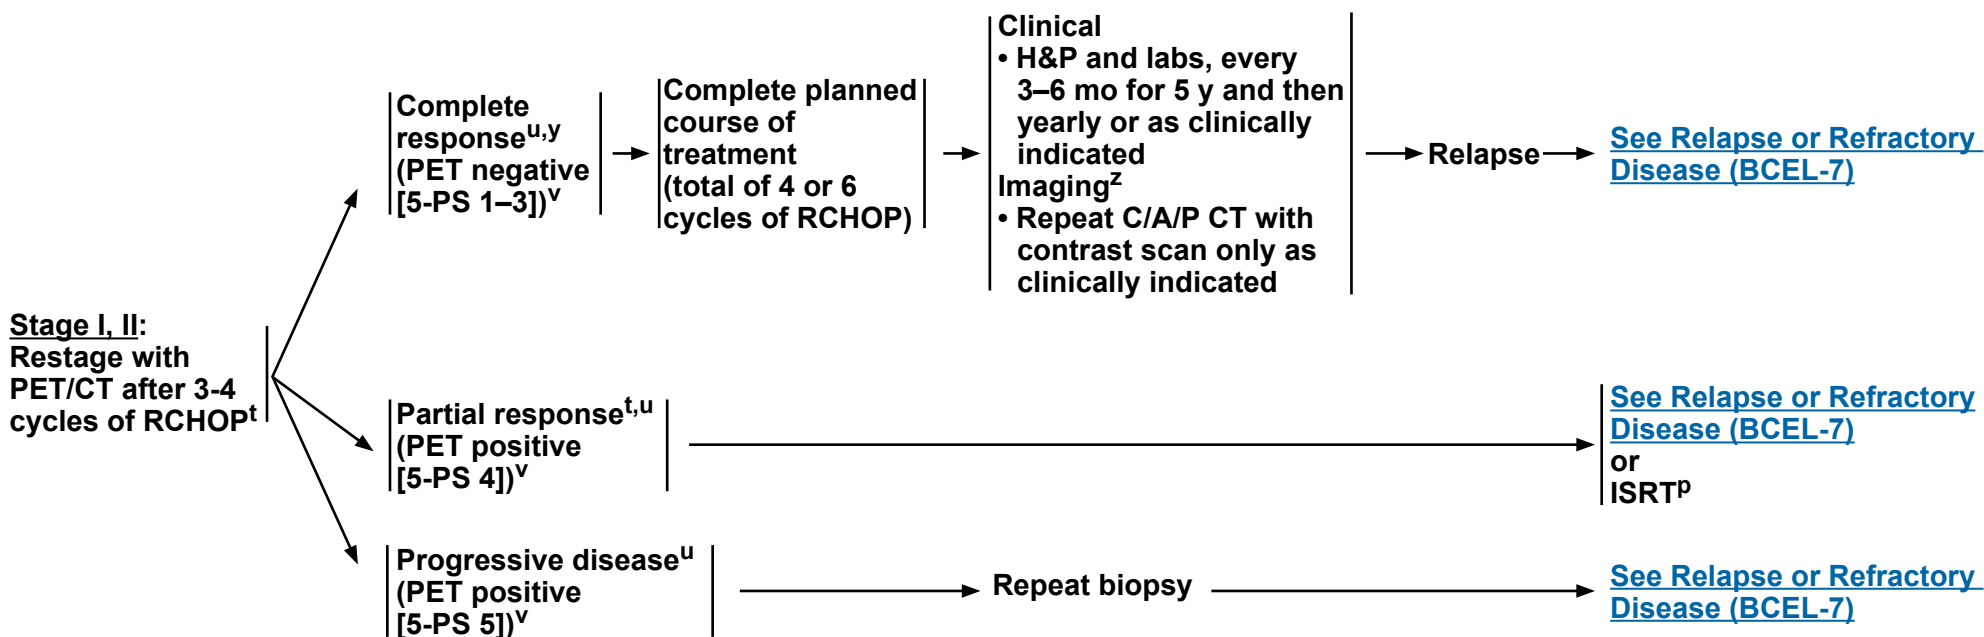 Stage I, II:
Restage with
PET/CT after 3-4
cycles of RCHOPt
Complete
responseu,y
(PET negative
[5-PS 1–3])v
Complete planned
course of
treatment
(total of 4 or 6
cycles of RCHOP)
Clinical
• H&P and labs, every
3–6 mo for 5 y and then
yearly or as clinically
indicated
Imagingz
• Repeat C/A/P CT with
contrast scan only as
clinically indicated
Relapse
See Relapse or Refractory
Disease (BCEL-7)
Partial responset,u
(PET positive
[5-PS 4])v
See Relapse or Refractory
Disease (BCEL-7)
or
ISRTp
Progressive diseaseu
(PET positive
[5-PS 5])v
Repeat biopsy
See Relapse or Refractory
Disease (BCEL-7)